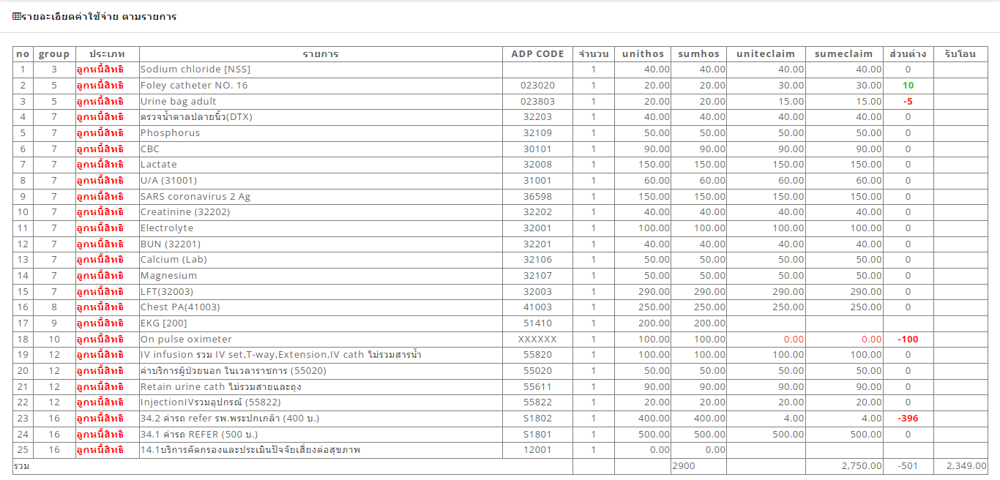 รายละเอียดค่าใช้จ่าย ตามรายการ
no group ประเภท รายการ ADP CODE จำนวน unithos sumhos uniteclaim sumeclaim ส่วนต่าง รับโอน
1 3 ลูกหนี้สิทธิ Sodium chloride [NSS] 1 40.00 40.00 40.00 40.00 0
2 5 ลูกหนี้สิทธิ Foley catheter NO. 16 023020 1 20.00 20.00 30.00 30.00 10
3 5 ลูกหนี้สิทธิ Urine bag adult 023803 1 20.00 20.00 15.00 15.00 -5
4 7 ลูกหนี้สิทธิ ตรวจน้ำตาลปลายนิ้ว(DTX) 32203 1 40.00 40.00 40.00 40.00 0
5 7 ลูกหนี้สิทธิ Phosphorus 32109 1 50.00 50.00 50.00 50.00 0
6 7 ลูกหนี้สิทธิ CBC 30101 1 90.00 90.00 90.00 90.00 0
7 7 ลูกหนี้สิทธิ Lactate 32008 1 150.00 150.00 150.00 150.00 0
8 7 ลูกหนี้สิทธิ U/A (31001) 31001 1 60.00 60.00 60.00 60.00 0
9 7 ลูกหนี้สิทธิ SARS coronavirus 2 Ag 36598 1 150.00 150.00 150.00 150.00 0
10 7 ลูกหนี้สิทธิ Creatinine (32202) 32202 1 40.00 40.00 40.00 40.00 0
11 7 ลูกหนี้สิทธิ Electrolyte 32001 1 100.00 100.00 100.00 100.00 0
12 7 ลูกหนี้สิทธิ BUN (32201) 32201 1 40.00 40.00 40.00 40.00 0
13 7 ลูกหนี้สิทธิ Calcium (Lab) 32106 1 50.00 50.00 50.00 50.00 0
14 7 ลูกหนี้สิทธิ Magnesium 32107 1 50.00 50.00 50.00 50.00 0
15 7 ลูกหนี้สิทธิ LFT(32003) 32003 1 290.00 290.00 290.00 290.00 0
16 8 ลูกหนี้สิทธิ Chest PA(41003) 41003 1 250.00 250.00 250.00 250.00 0
17 9 ลูกหนี้สิทธิ EKG [200] 51410 1 200.00 200.00
18 10 ลูกหนี้สิทธิ On pulse oximeter XXXXXX 1 100.00 100.00 0.00 0.00 -100
19 12 ลูกหนี้สิทธิ IV infusion รวม IV set,T-way,Extension,IV cath ไม่รวมสารน้ำ 55820 1 100.00 100.00 100.00 100.00 0
20 12 ลูกหนี้สิทธิ ค่าบริการผู้ป่วยนอก ในเวลาราชการ (55020) 55020 1 50.00 50.00 50.00 50.00 0
21 12 ลูกหนี้สิทธิ Retain urine cath ไม่รวมสายและถุง 55611 1 90.00 90.00 90.00 90.00 0
22 12 ลูกหนี้สิทธิ InjectionIVรวมอุปกรณ์ (55822) 55822 1 20.00 20.00 20.00 20.00 0
23 16 ลูกหนี้สิทธิ 34.2 ค่ารถ refer รพ.พระปกเกล้า (400 บ.) S1802 1 400.00 400.00 4.00 4.00 -396
24 16 ลูกหนี้สิทธิ 34.1 ค่ารถ REFER (500 บ.) S1801 1 500.00 500.00 500.00 500.00 0
25 16 ลูกหนี้สิทธิ 14.1บริการคัดกรองและประเมินปัจจัยเสี่ยงต่อสุขภาพ 12001 1 0.00 0.00
รวม 2900 2,750.00 -501 2,349.00